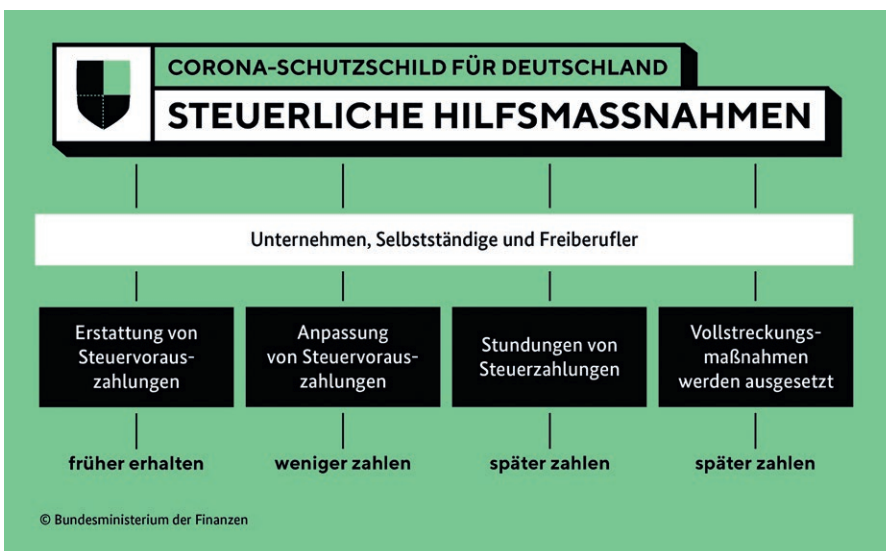 CORONA-SCHUTZSCHILD FÜR DEUTSCHLAND
STEUERLICHE HILFSMASSNAHMEN
Unternehmen, Selbstständige und Freiberufler
Erstattung von
Steuervoraus-
zahlungen
früher erhalten
Anpassung
von Steuervoraus-
zahlungen
weniger zahlen
Stundungen von
Steuerzahlungen
später zahlen
Vollstreckungs-
maßnahmen
werden ausgesetzt
später zahlen
© Bundesministerium der Finanzen